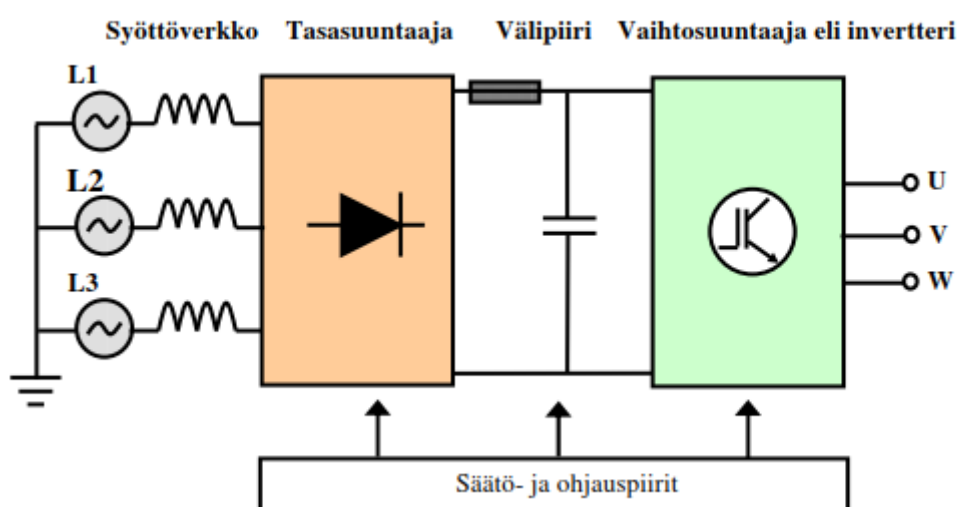 Syöttöverkko Tasasuuntaaja Välipiiri Vaihtosuuntaaja eli invertteri
L1
L2
L3
U
V
W
Säätö- ja ohjauspiirit